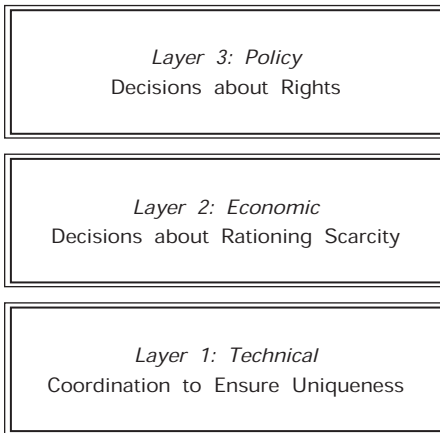 Layer 3: Policy
Decisions about Rights
Layer 2: Economic
Decisions about Rationing Scarcity
Layer 1: Technical
Coordination to Ensure Uniqueness